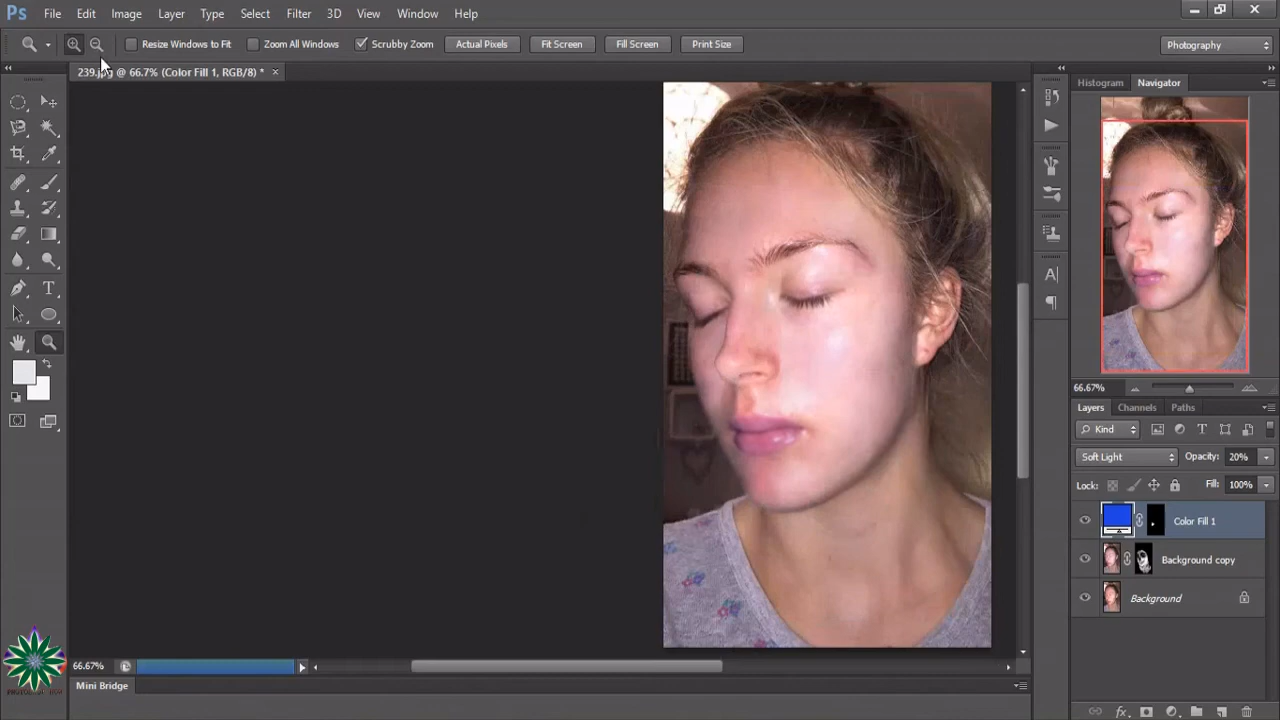 Ps File Edit Image Layer Type Select Filter 3D View Window Help
Resize Windows to Fit Zoom All Windows Scrubby Zoom Actual Pixels Fit Screen Fill Screen Print Size Photography
239.jpg @ 66.7% (Color Fill 1, RGB/8) *
Histogram Navigator
66.67%
Layers Channels Paths
Kind
Soft Light Opacity: 20%
Lock: Fill: 100%
Color Fill 1
Background copy
Background
66.67%
Mini Bridge